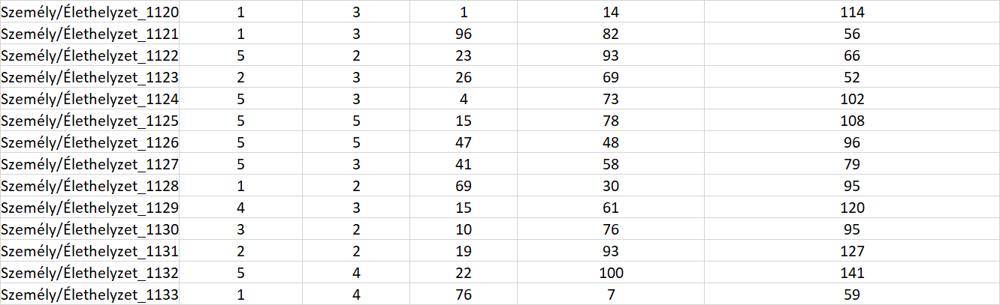 Személy/Élethelyzet_1120 1 3 1 14 114
Személy/Élethelyzet_1121 1 3 96 82 56
Személy/Élethelyzet_1122 5 2 23 93 66
Személy/Élethelyzet_1123 2 3 26 69 52
Személy/Élethelyzet_1124 5 3 4 73 102
Személy/Élethelyzet_1125 5 5 15 78 108
Személy/Élethelyzet_1126 5 5 47 48 96
Személy/Élethelyzet_1127 5 3 41 58 79
Személy/Élethelyzet_1128 1 2 69 30 95
Személy/Élethelyzet_1129 4 3 15 61 120
Személy/Élethelyzet_1130 3 2 10 76 95
Személy/Élethelyzet_1131 2 2 19 93 127
Személy/Élethelyzet_1132 5 4 22 100 141
Személy/Élethelyzet_1133 1 4 76 7 59